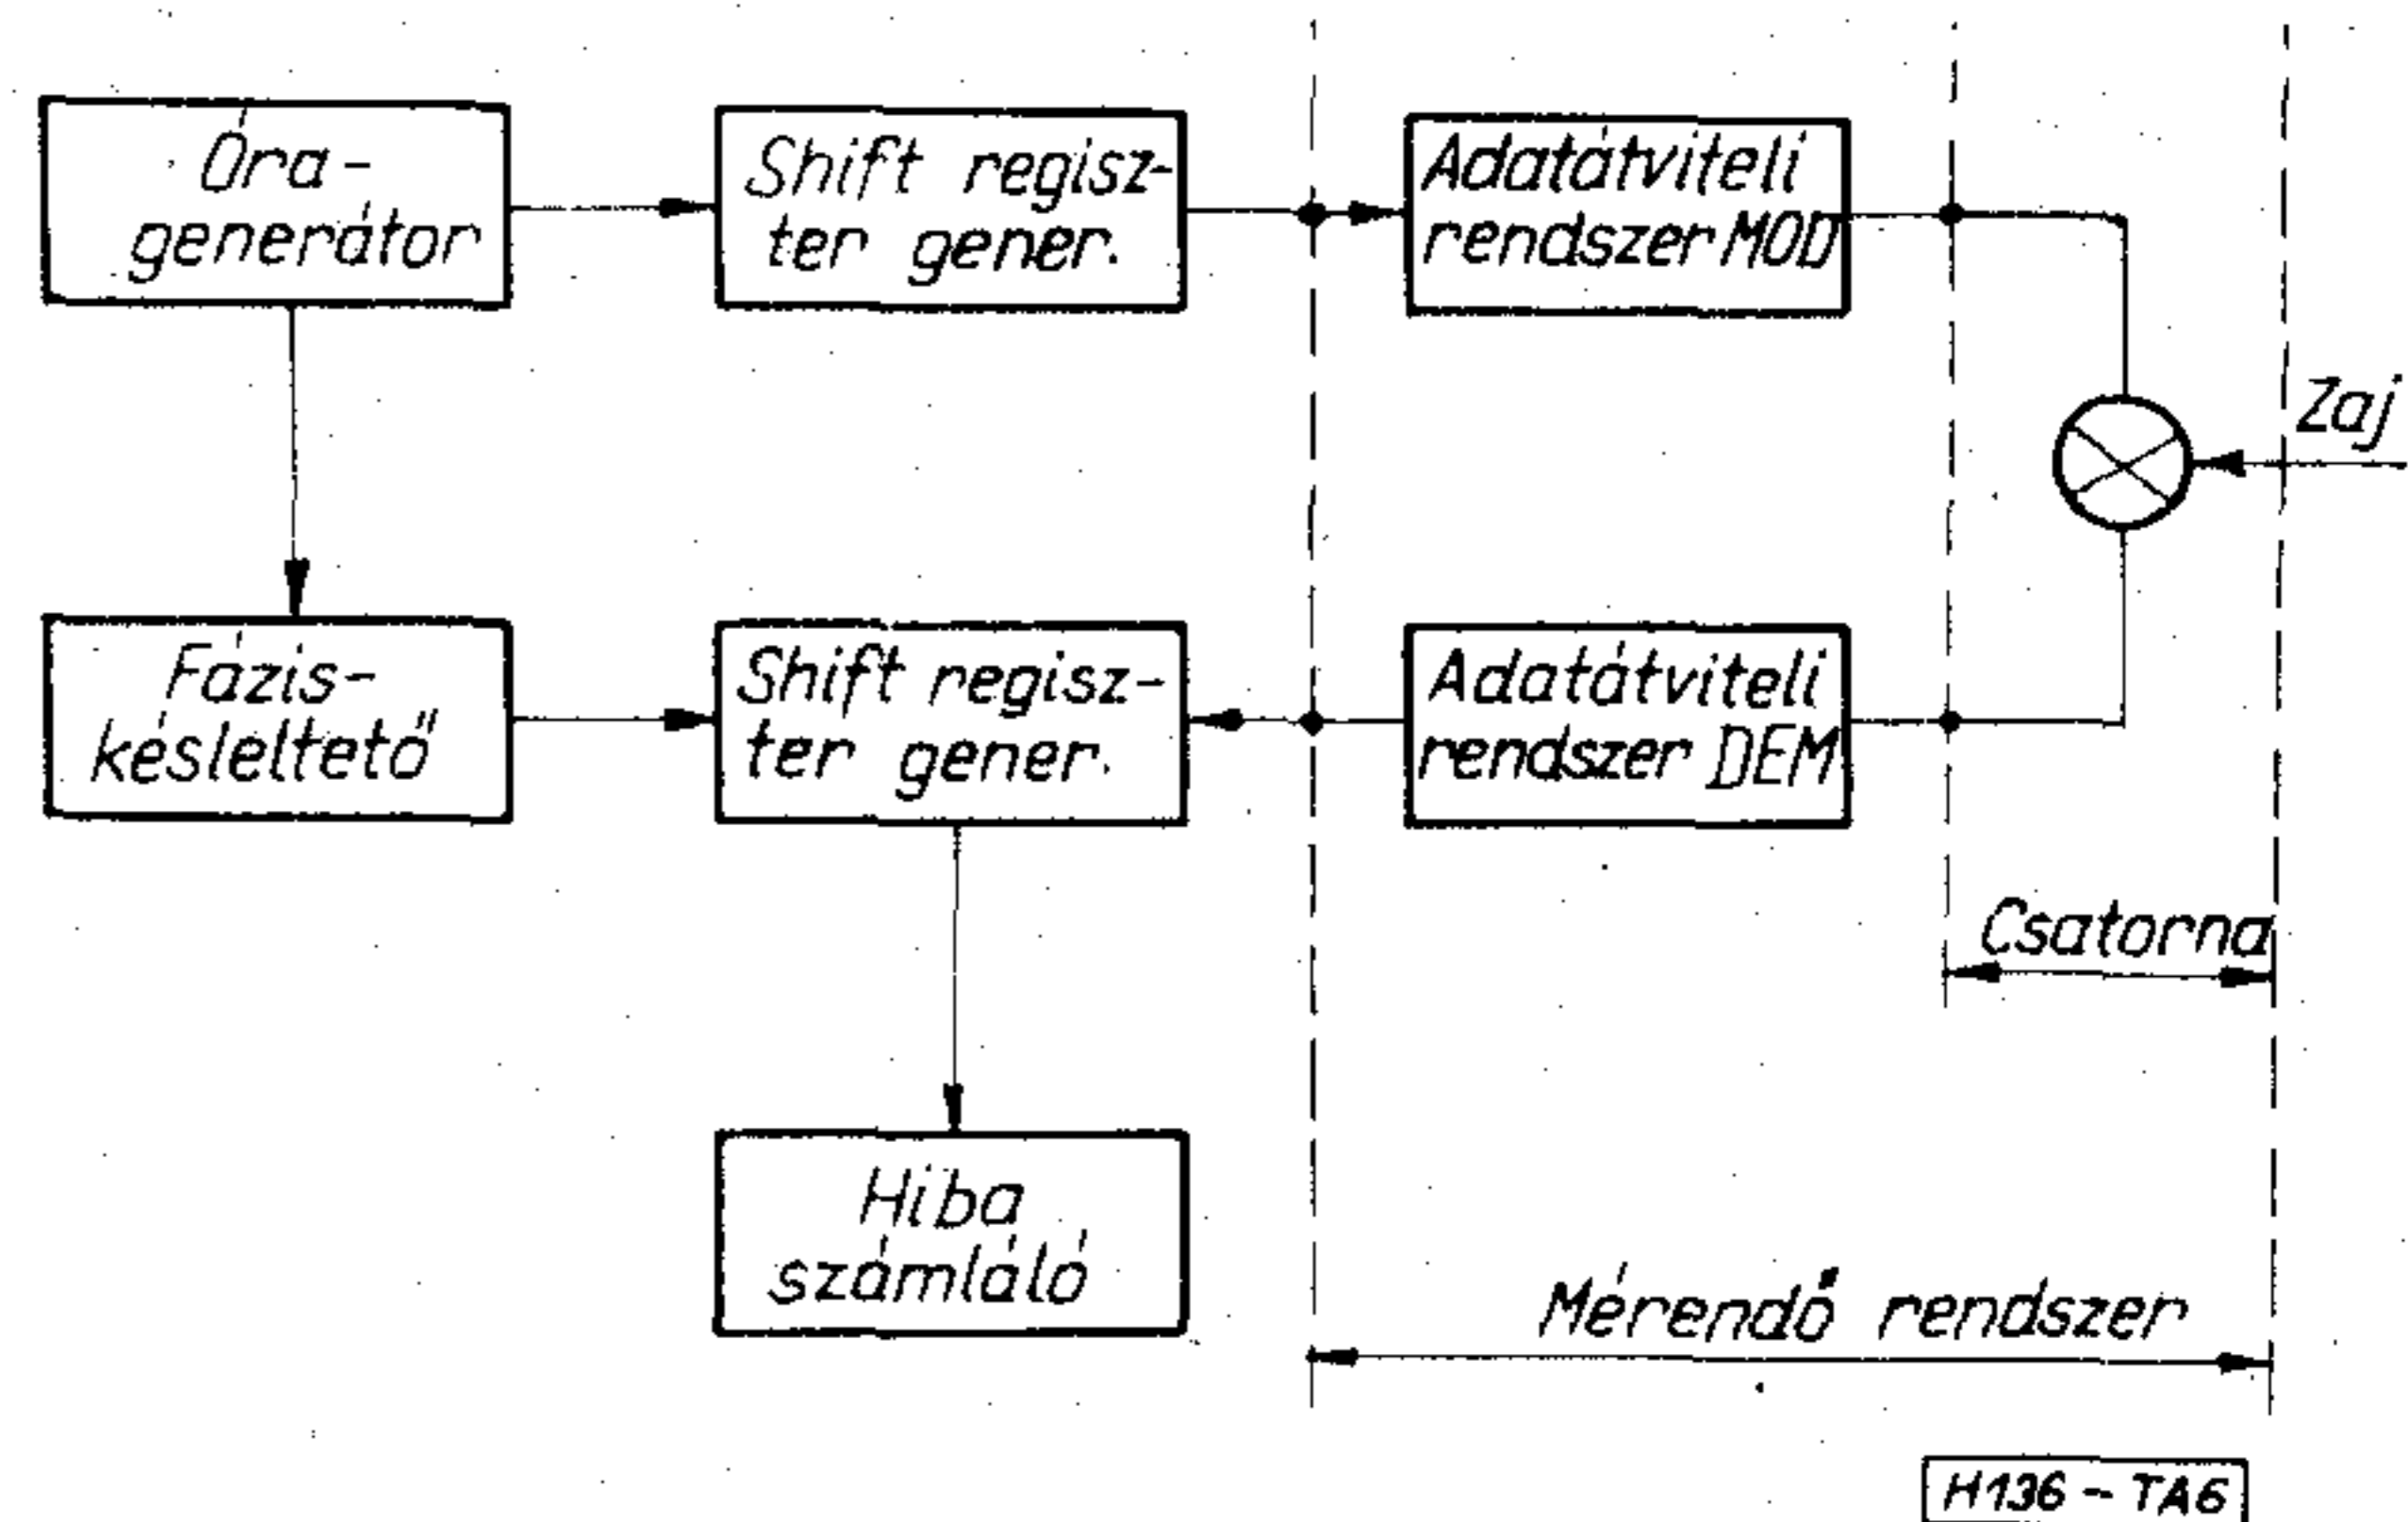 Óra-
generátor
Shift regisz-
ter gener.
Adatátviteli
rendszer MOD
Zaj
Fázis-
késleltető
Shift regisz-
ter gener.
Adatátviteli
rendszer DEM
Csatorna
Hiba
számláló
Mérendő rendszer
H136 - TA6